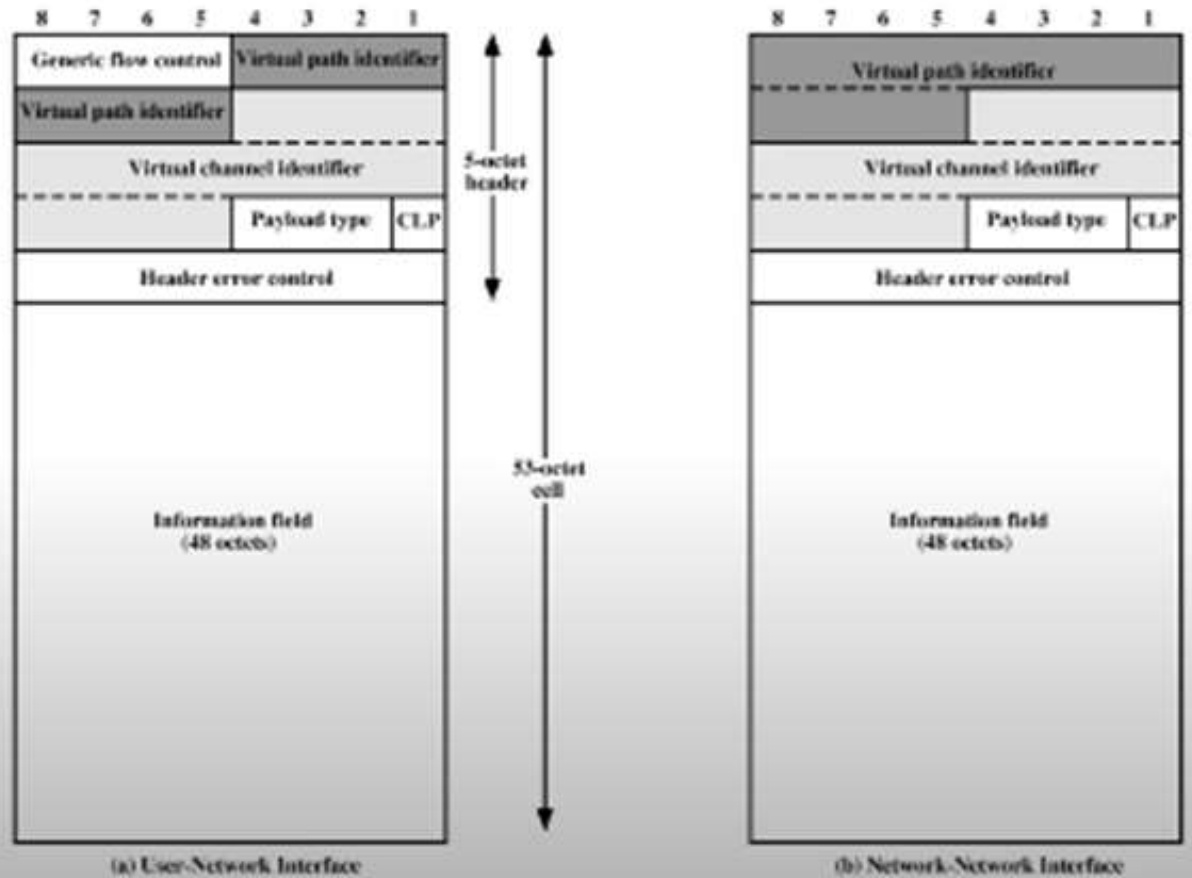 8 7 6 5 4 3 2 1
Generic flow control Virtual path identifier
Virtual path identifier
Virtual channel identifier
Payload type CLP
Header error control
Information field
(48 octets)
(a) User-Network Interface
5-octet
header
53-octet
cell
8 7 6 5 4 3 2 1
Virtual path identifier
Virtual channel identifier
Payload type CLP
Header error control
Information field
(48 octets)
(b) Network-Network Interface